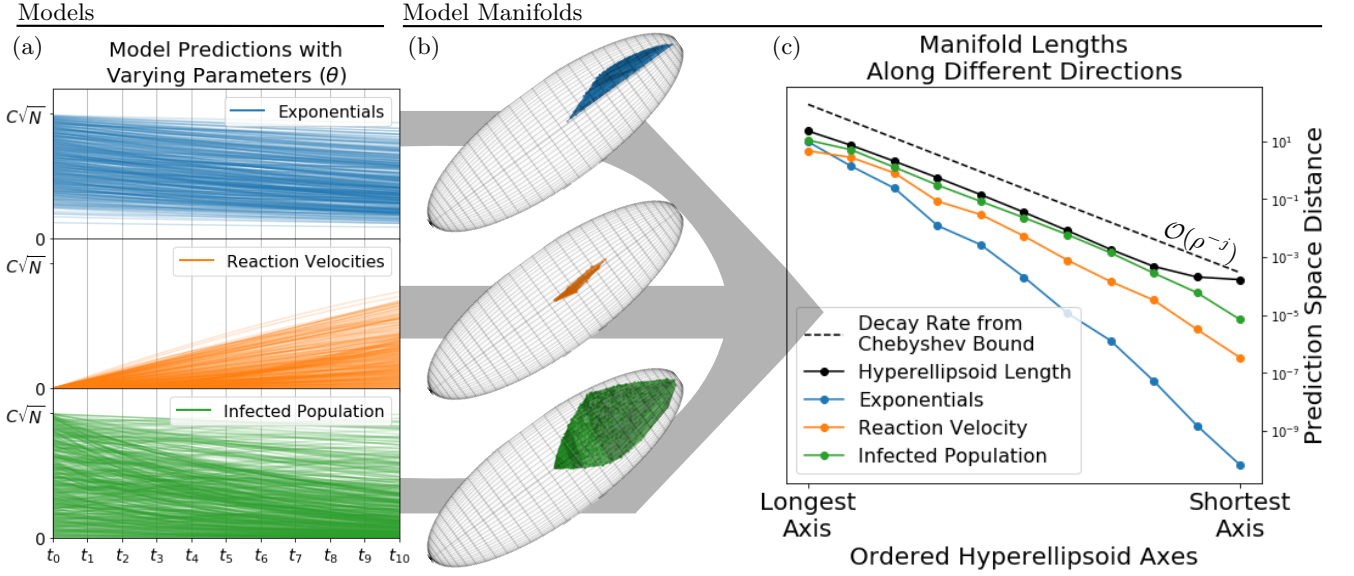 Models
Model Manifolds
(a)
Model Predictions with
Varying Parameters (θ)
C√N
0
Exponentials
C√N
0
Reaction Velocities
C√N
0
Infected Population
t₀ t₁ t₂ t₃ t₄ t₅ t₆ t₇ t₈ t₉ t₁₀
(b)
(c)
Manifold Lengths
Along Different Directions
𝒪(ρ⁻ʲ)
Decay Rate from
Chebyshev Bound
Hyperellipsoid Length
Exponentials
Reaction Velocity
Infected Population
10¹
10⁻¹
10⁻³
10⁻⁵
10⁻⁷
10⁻⁹
Prediction Space Distance
Longest
Axis
Shortest
Axis
Ordered Hyperellipsoid Axes